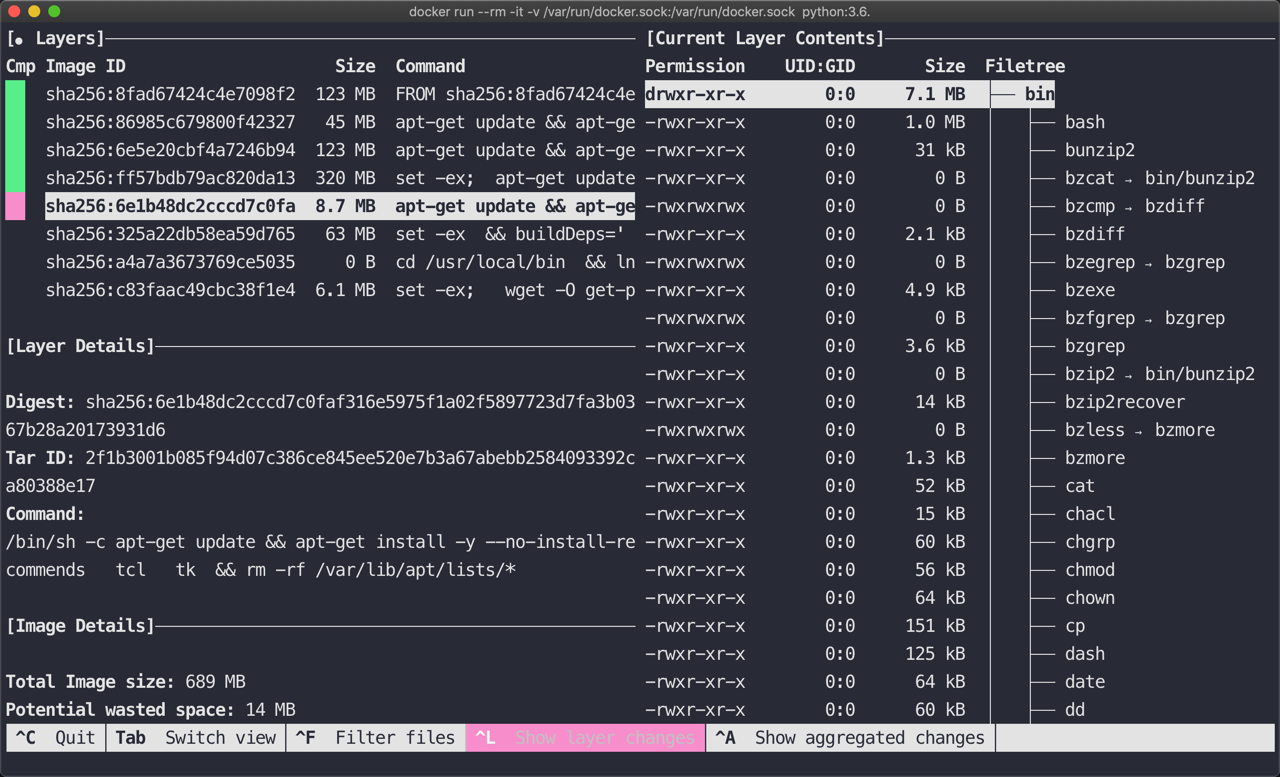 docker run --rm -it -v /var/run/docker.sock:/var/run/docker.sock python:3.6.
[● Layers]
Cmp Image ID Size Command
sha256:8fad67424c4e7098f2 123 MB FROM sha256:8fad67424c4e
sha256:86985c679800f42327 45 MB apt-get update && apt-ge
sha256:6e5e20cbf4a7246b94 123 MB apt-get update && apt-ge
sha256:ff57bdb79ac820da13 320 MB set -ex; apt-get update
sha256:6e1b48dc2cccd7c0fa 8.7 MB apt-get update && apt-ge
sha256:325a22db58ea59d765 63 MB set -ex && buildDeps='
sha256:a4a7a3673769ce5035 0 B cd /usr/local/bin && ln
sha256:c83faac49cbc38f1e4 6.1 MB set -ex; wget -O get-p
[Layer Details]
Digest: sha256:6e1b48dc2cccd7c0faf316e5975f1a02f5897723d7fa3b03
67b28a20173931d6
Tar ID: 2f1b3001b085f94d07c386ce845ee520e7b3a67abebb2584093392c
a80388e17
Command:
/bin/sh -c apt-get update && apt-get install -y --no-install-re
commends tcl tk && rm -rf /var/lib/apt/lists/*
[Image Details]
Total Image size: 689 MB
Potential wasted space: 14 MB
[Current Layer Contents]
Permission UID:GID Size Filetree
drwxr-xr-x 0:0 7.1 MB ├── bin
-rwxr-xr-x 0:0 1.0 MB │ ├── bash
-rwxr-xr-x 0:0 31 kB │ ├── bunzip2
-rwxr-xr-x 0:0 0 B │ ├── bzcat → bin/bunzip2
-rwxrwxrwx 0:0 0 B │ ├── bzcmp → bzdiff
-rwxr-xr-x 0:0 2.1 kB │ ├── bzdiff
-rwxrwxrwx 0:0 0 B │ ├── bzegrep → bzgrep
-rwxr-xr-x 0:0 4.9 kB │ ├── bzexe
-rwxrwxrwx 0:0 0 B │ ├── bzfgrep → bzgrep
-rwxr-xr-x 0:0 3.6 kB │ ├── bzgrep
-rwxr-xr-x 0:0 0 B │ ├── bzip2 → bin/bunzip2
-rwxr-xr-x 0:0 14 kB │ ├── bzip2recover
-rwxrwxrwx 0:0 0 B │ ├── bzless → bzmore
-rwxr-xr-x 0:0 1.3 kB │ ├── bzmore
-rwxr-xr-x 0:0 52 kB │ ├── cat
-rwxr-xr-x 0:0 15 kB │ ├── chacl
-rwxr-xr-x 0:0 60 kB │ ├── chgrp
-rwxr-xr-x 0:0 56 kB │ ├── chmod
-rwxr-xr-x 0:0 64 kB │ ├── chown
-rwxr-xr-x 0:0 151 kB │ ├── cp
-rwxr-xr-x 0:0 125 kB │ ├── dash
-rwxr-xr-x 0:0 64 kB │ ├── date
-rwxr-xr-x 0:0 60 kB │ ├── dd
^C Quit Tab Switch view ^F Filter files ^L Show layer changes ^A Show aggregated changes